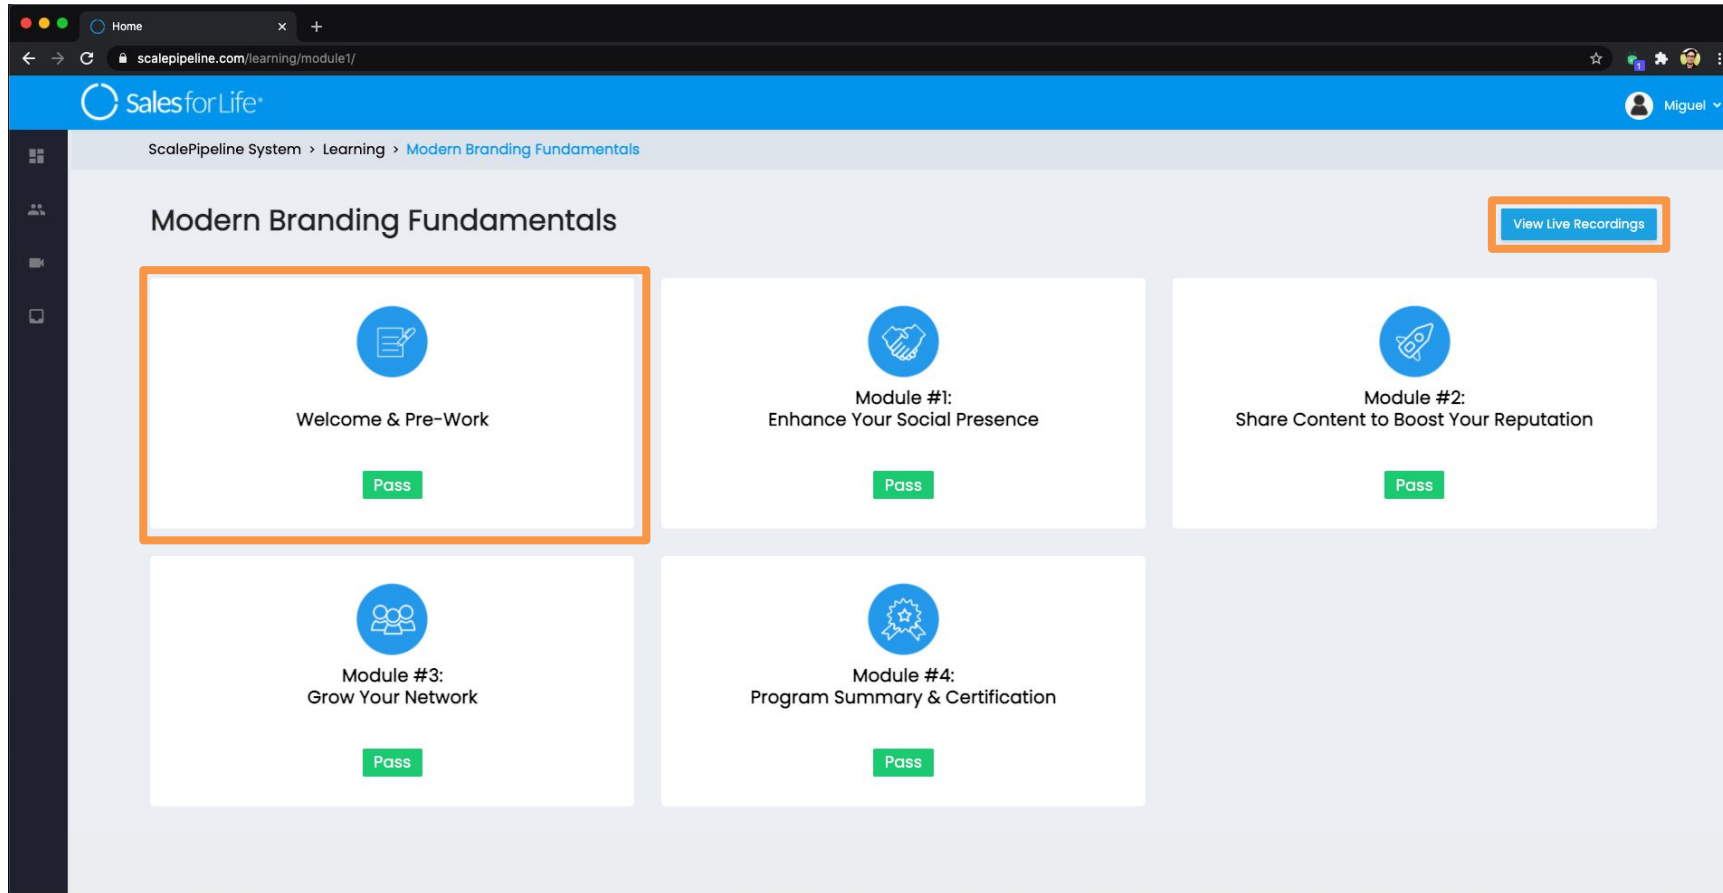 Home
scalepipeline.com/learning/module1/
1
Sales for Life
Miguel
ScalePipeline System > Learning > Modern Branding Fundamentals
Modern Branding Fundamentals
View Live Recordings
Welcome & Pre-Work
Pass
Module #1:
Enhance Your Social Presence
Pass
Module #2:
Share Content to Boost Your Reputation
Pass
Module #3:
Grow Your Network
Pass
Module #4:
Program Summary & Certification
Pass